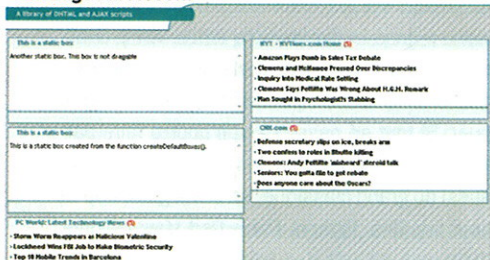 A library of DHTML and AJAX scripts
This is a static box
Another static box. This box is not dragable
This is a static box
This is a static box created from the function createDefaultBoxes().
PC World: Latest Technology News (5)
- Storm Worm Reappears as Malicious Valentine
- Lockheed Wins FBI Job to Make Biometric Security
- Top 10 Mobile Trends in Barcelona
NYT - NYTimes.com Home (5)
- Amazon Plays Dumb in Sales Tax Debate
- Clemens and McNamee Pressed Over Discrepancies
- Inquiry Into Medical Rate Setting
- Clemens Says Pettitte Was Wrong About H.G.H. Remark
- Man Sought in Psychologist's Stabbing
CNN.com (5)
- Defense secretary slips on ice, breaks arm
- Two confess to roles in Bhutto killing
- Clemens: Andy Pettitte 'misheard' steroid talk
- Seniors: You gotta file to get rebate
- Does anyone care about the Oscars?